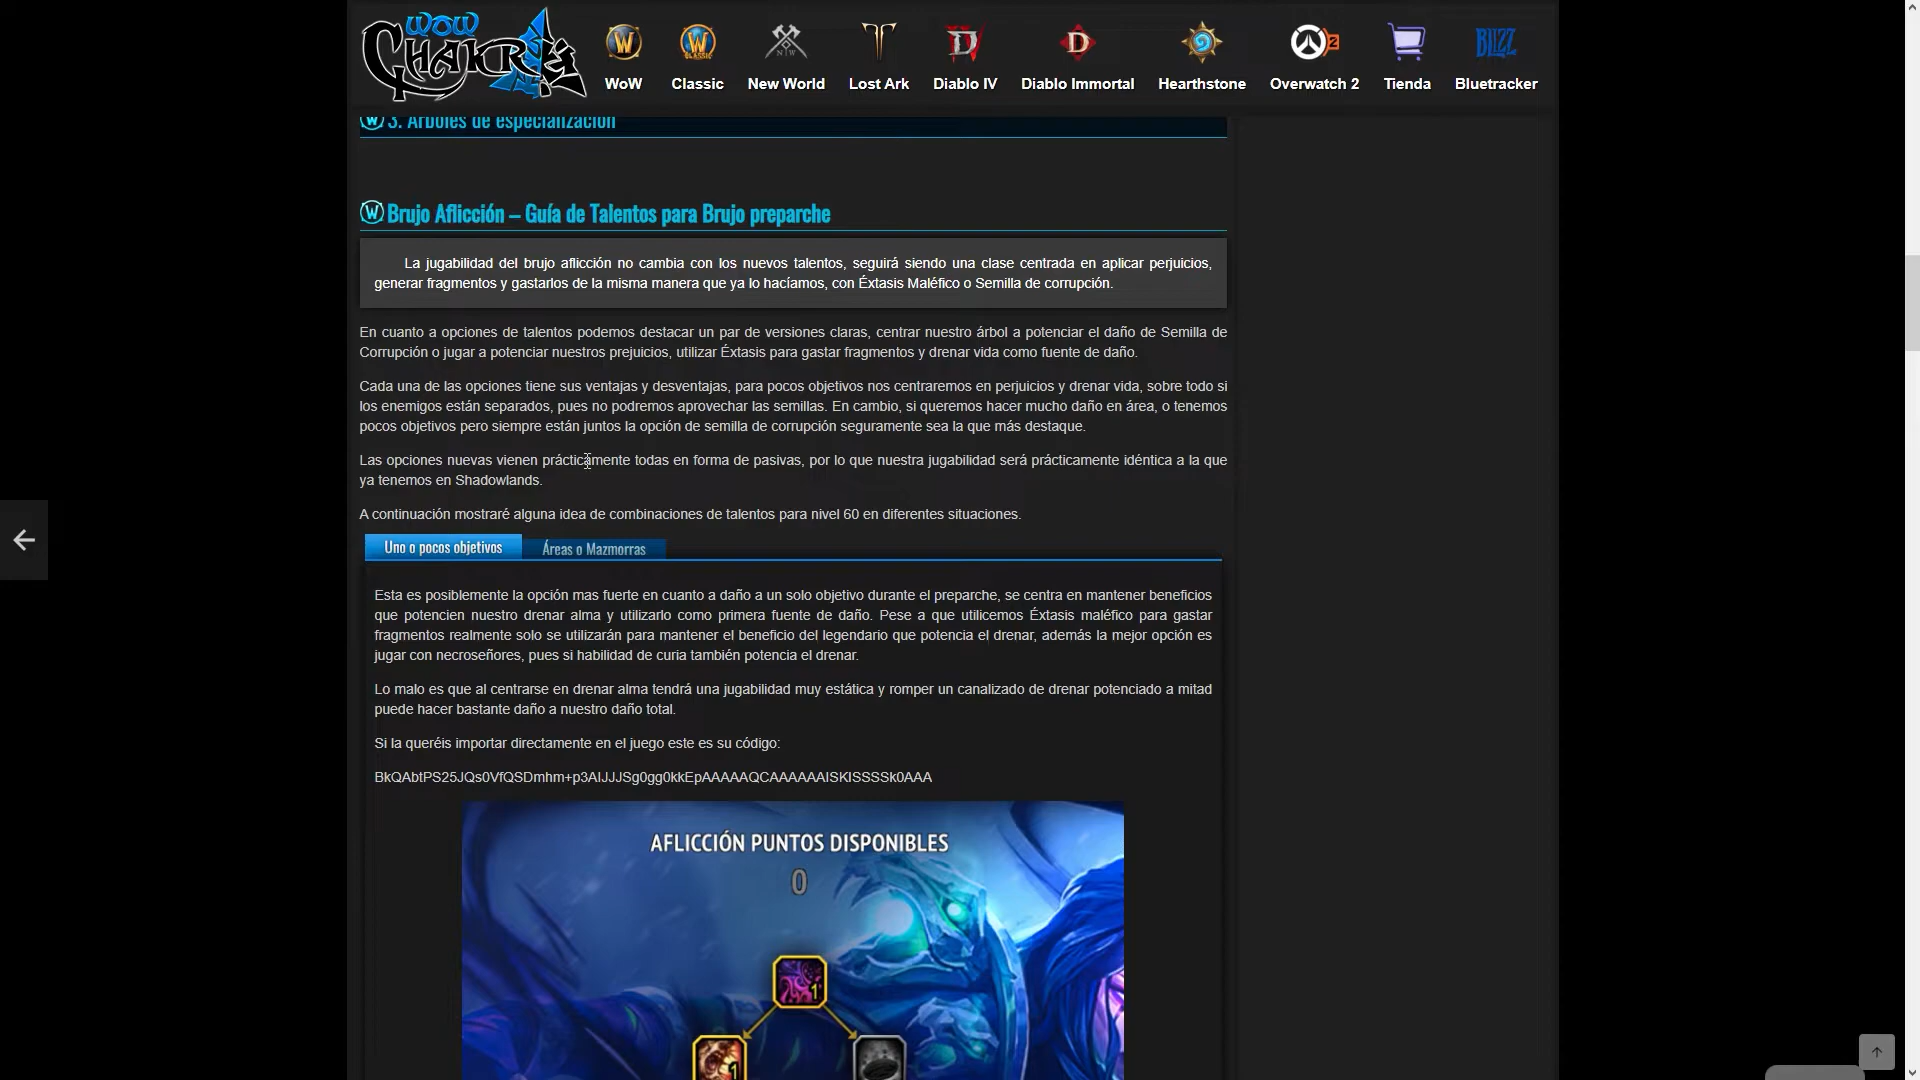 WOW
CHAKRA
WoW
Classic
New World
Lost Ark
Diablo IV
Diablo Immortal
Hearthstone
Overwatch 2
Tienda
Bluetracker
3. Árboles de especialización
Brujo Aflicción – Guía de Talentos para Brujo preparche
La jugabilidad del brujo aflicción no cambia con los nuevos talentos, seguirá siendo una clase centrada en aplicar perjuicios,
generar fragmentos y gastarlos de la misma manera que ya lo hacíamos, con Éxtasis Maléfico o Semilla de corrupción.
En cuanto a opciones de talentos podemos destacar un par de versiones claras, centrar nuestro árbol a potenciar el daño de Semilla de
Corrupción o jugar a potenciar nuestros prejuicios, utilizar Éxtasis para gastar fragmentos y drenar vida como fuente de daño.
Cada una de las opciones tiene sus ventajas y desventajas, para pocos objetivos nos centraremos en perjuicios y drenar vida, sobre todo si
los enemigos están separados, pues no podremos aprovechar las semillas. En cambio, si queremos hacer mucho daño en área, o tenemos
pocos objetivos pero siempre están juntos la opción de semilla de corrupción seguramente sea la que más destaque.
Las opciones nuevas vienen prácticamente todas en forma de pasivas, por lo que nuestra jugabilidad será prácticamente idéntica a la que
ya tenemos en Shadowlands.
A continuación mostraré alguna idea de combinaciones de talentos para nivel 60 en diferentes situaciones.
Uno o pocos objetivos
Áreas o Mazmorras
Esta es posiblemente la opción mas fuerte en cuanto a daño a un solo objetivo durante el preparche, se centra en mantener beneficios
que potencien nuestro drenar alma y utilizarlo como primera fuente de daño. Pese a que utilicemos Éxtasis maléfico para gastar
fragmentos realmente solo se utilizarán para mantener el beneficio del legendario que potencia el drenar, además la mejor opción es
jugar con necroseñores, pues si habilidad de curia también potencia el drenar.
Lo malo es que al centrarse en drenar alma tendrá una jugabilidad muy estática y romper un canalizado de drenar potenciado a mitad
puede hacer bastante daño a nuestro daño total.
Si la queréis importar directamente en el juego este es su código:
BkQAbtPS25JQs0VfQSDmhm+p3AIJJJSg0gg0kkEpAAAAAQCAAAAAAISKISSSSk0AAA
AFLICCIÓN PUNTOS DISPONIBLES
0
1
1